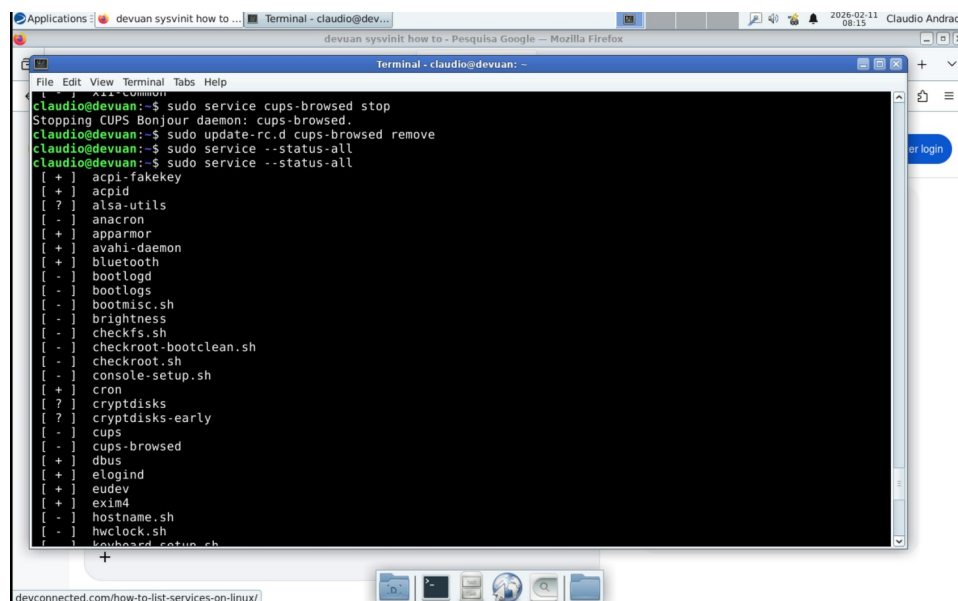 Applications
devuan sysvinit how to ...
Terminal - claudio@dev...
2026-02-11
08:15
Claudio Andrac
devuan sysvinit how to - Pesquisa Google — Mozilla Firefox
Terminal - claudio@devuan: ~
File Edit View Terminal Tabs Help
[ - ] x11-common
claudio@devuan:~$ sudo service cups-browsed stop
Stopping CUPS Bonjour daemon: cups-browsed.
claudio@devuan:~$ sudo update-rc.d cups-browsed remove
claudio@devuan:~$ sudo service --status-all
claudio@devuan:~$ sudo service --status-all
[ + ] acpi-fakekey
[ + ] acpid
[ ? ] alsa-utils
[ - ] anacron
[ + ] apparmor
[ + ] avahi-daemon
[ + ] bluetooth
[ - ] bootlogd
[ - ] bootlogs
[ - ] bootmisc.sh
[ - ] brightness
[ - ] checkfs.sh
[ - ] checkroot-bootclean.sh
[ - ] checkroot.sh
[ - ] console-setup.sh
[ + ] cron
[ ? ] cryptdisks
[ ? ] cryptdisks-early
[ - ] cups
[ - ] cups-browsed
[ + ] dbus
[ + ] elogind
[ + ] eudev
[ + ] exim4
[ - ] hostname.sh
[ - ] hwclock.sh
[ - ] keyboard-setup.sh
er login
devconnected.com/how-to-list-services-on-linux/